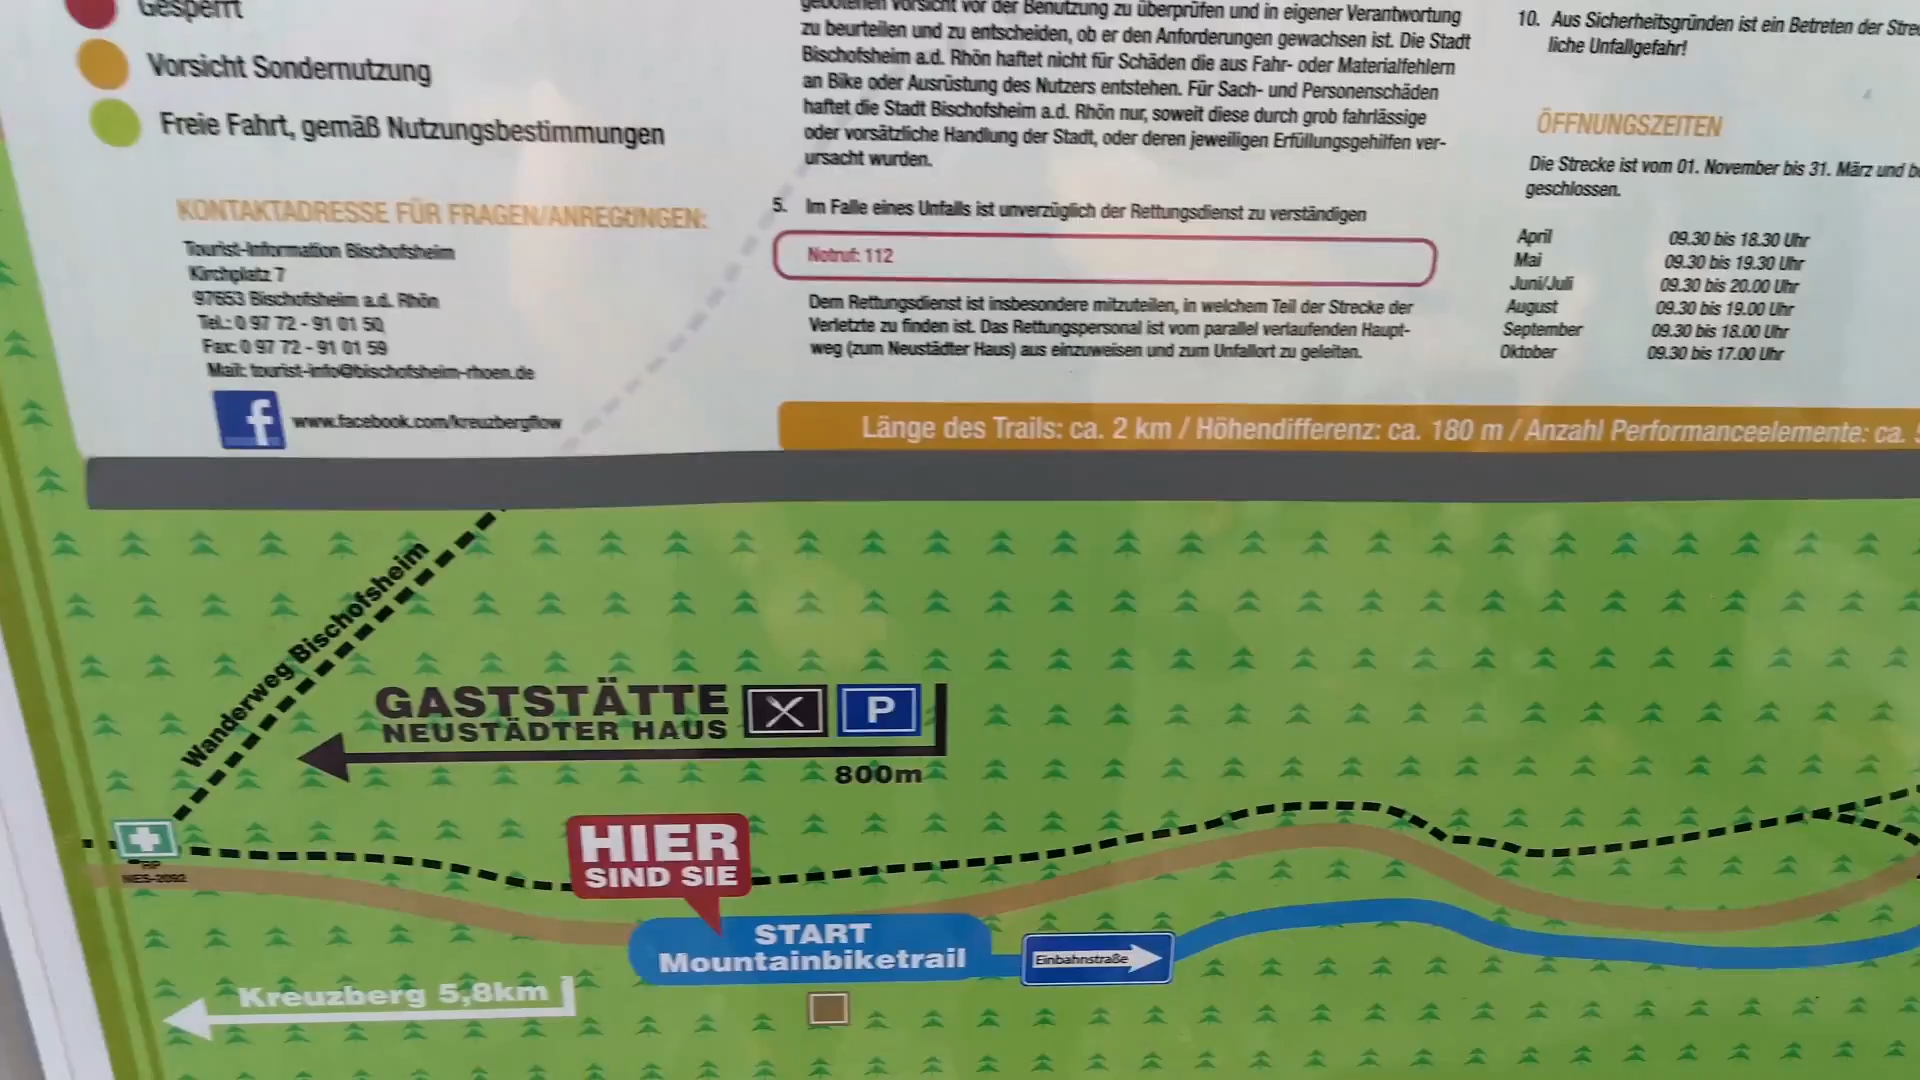 Gesperrt
Vorsicht Sondernutzung
Freie Fahrt, gemäß Nutzungsbestimmungen
KONTAKTADRESSE FÜR FRAGEN/ANREGUNGEN:
Tourist-Information Bischofsheim
Kirchplatz 7
97653 Bischofsheim a.d. Rhön
Tel.: 0 97 72 - 91 01 50
Fax: 0 97 72 - 91 01 59
Mail: tourist-info@bischofsheim-rhoen.de
f www.facebook.com/kreuzbergflow
gebotenen Vorsicht vor der Benutzung zu überprüfen und in eigener Verantwortung
zu beurteilen und zu entscheiden, ob er den Anforderungen gewachsen ist. Die Stadt
Bischofsheim a.d. Rhön haftet nicht für Schäden die aus Fahr- oder Materialfehlern
an Bike oder Ausrüstung des Nutzers entstehen. Für Sach- und Personenschäden
haftet die Stadt Bischofsheim a.d. Rhön nur, soweit diese durch grob fahrlässige
oder vorsätzliche Handlung der Stadt, oder deren jeweiligen Erfüllungsgehilfen ver-
ursacht wurden.
5. Im Falle eines Unfalls ist unverzüglich der Rettungsdienst zu verständigen
Notruf: 112
Dem Rettungsdienst ist insbesondere mitzuteilen, in welchem Teil der Strecke der
Verletzte zu finden ist. Das Rettungspersonal ist vom parallel verlaufenden Haupt-
weg (zum Neustädter Haus) aus einzuweisen und zum Unfallort zu geleiten.
10. Aus Sicherheitsgründen ist ein Betreten der
liche Unfallgefahr!
ÖFFNUNGSZEITEN
Die Strecke ist vom 01. November bis 31. März und
geschlossen.
April 09.30 bis 18.30 Uhr
Mai 09.30 bis 19.30 Uhr
Juni/Juli 09.30 bis 20.00 Uhr
August 09.30 bis 19.00 Uhr
September 09.30 bis 18.00 Uhr
Oktober 09.30 bis 17.00 Uhr
Länge des Trails: ca. 2 km / Höhendifferenz: ca. 180 m / Anzahl Performanceelemente: ca.
Wanderweg Bischofsheim
GASTSTÄTTE
NEUSTÄDTER HAUS
P
800m
RP
NES-2092
HIER
SIND SIE
START
Mountainbiketrail
Einbahnstraße
Kreuzberg 5,8km